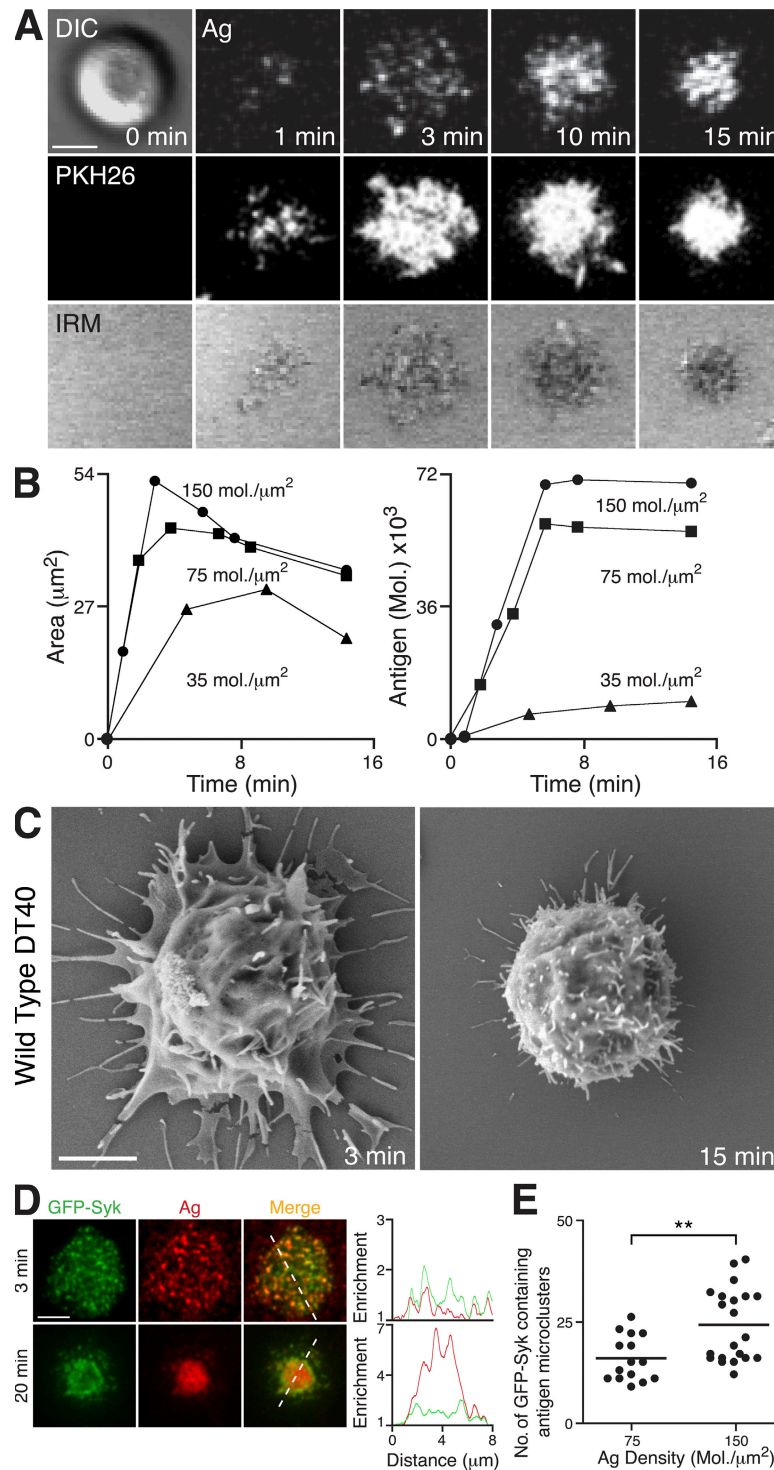 A
DIC
Ag
0 min
1 min
3 min
10 min
15 min
PKH26
IRM
B
54
27
0
Area (μm²)
150 mol./μm²
75 mol./μm²
35 mol./μm²
0
8
16
Time (min)
72
36
0
Antigen (Mol.) x10³
150 mol./μm²
75 mol./μm²
35 mol./μm²
0
8
16
Time (min)
C
Wild Type DT40
3 min
15 min
D
GFP-Syk
Ag
Merge
3 min
20 min
3
2
1
Enrichment
7
4
1
Enrichment
0
4
8
Distance (μm)
E
50
25
0
No. of GFP-Syk containing
antigen microclusters
**
75
150
Ag Density (Mol./μm²)